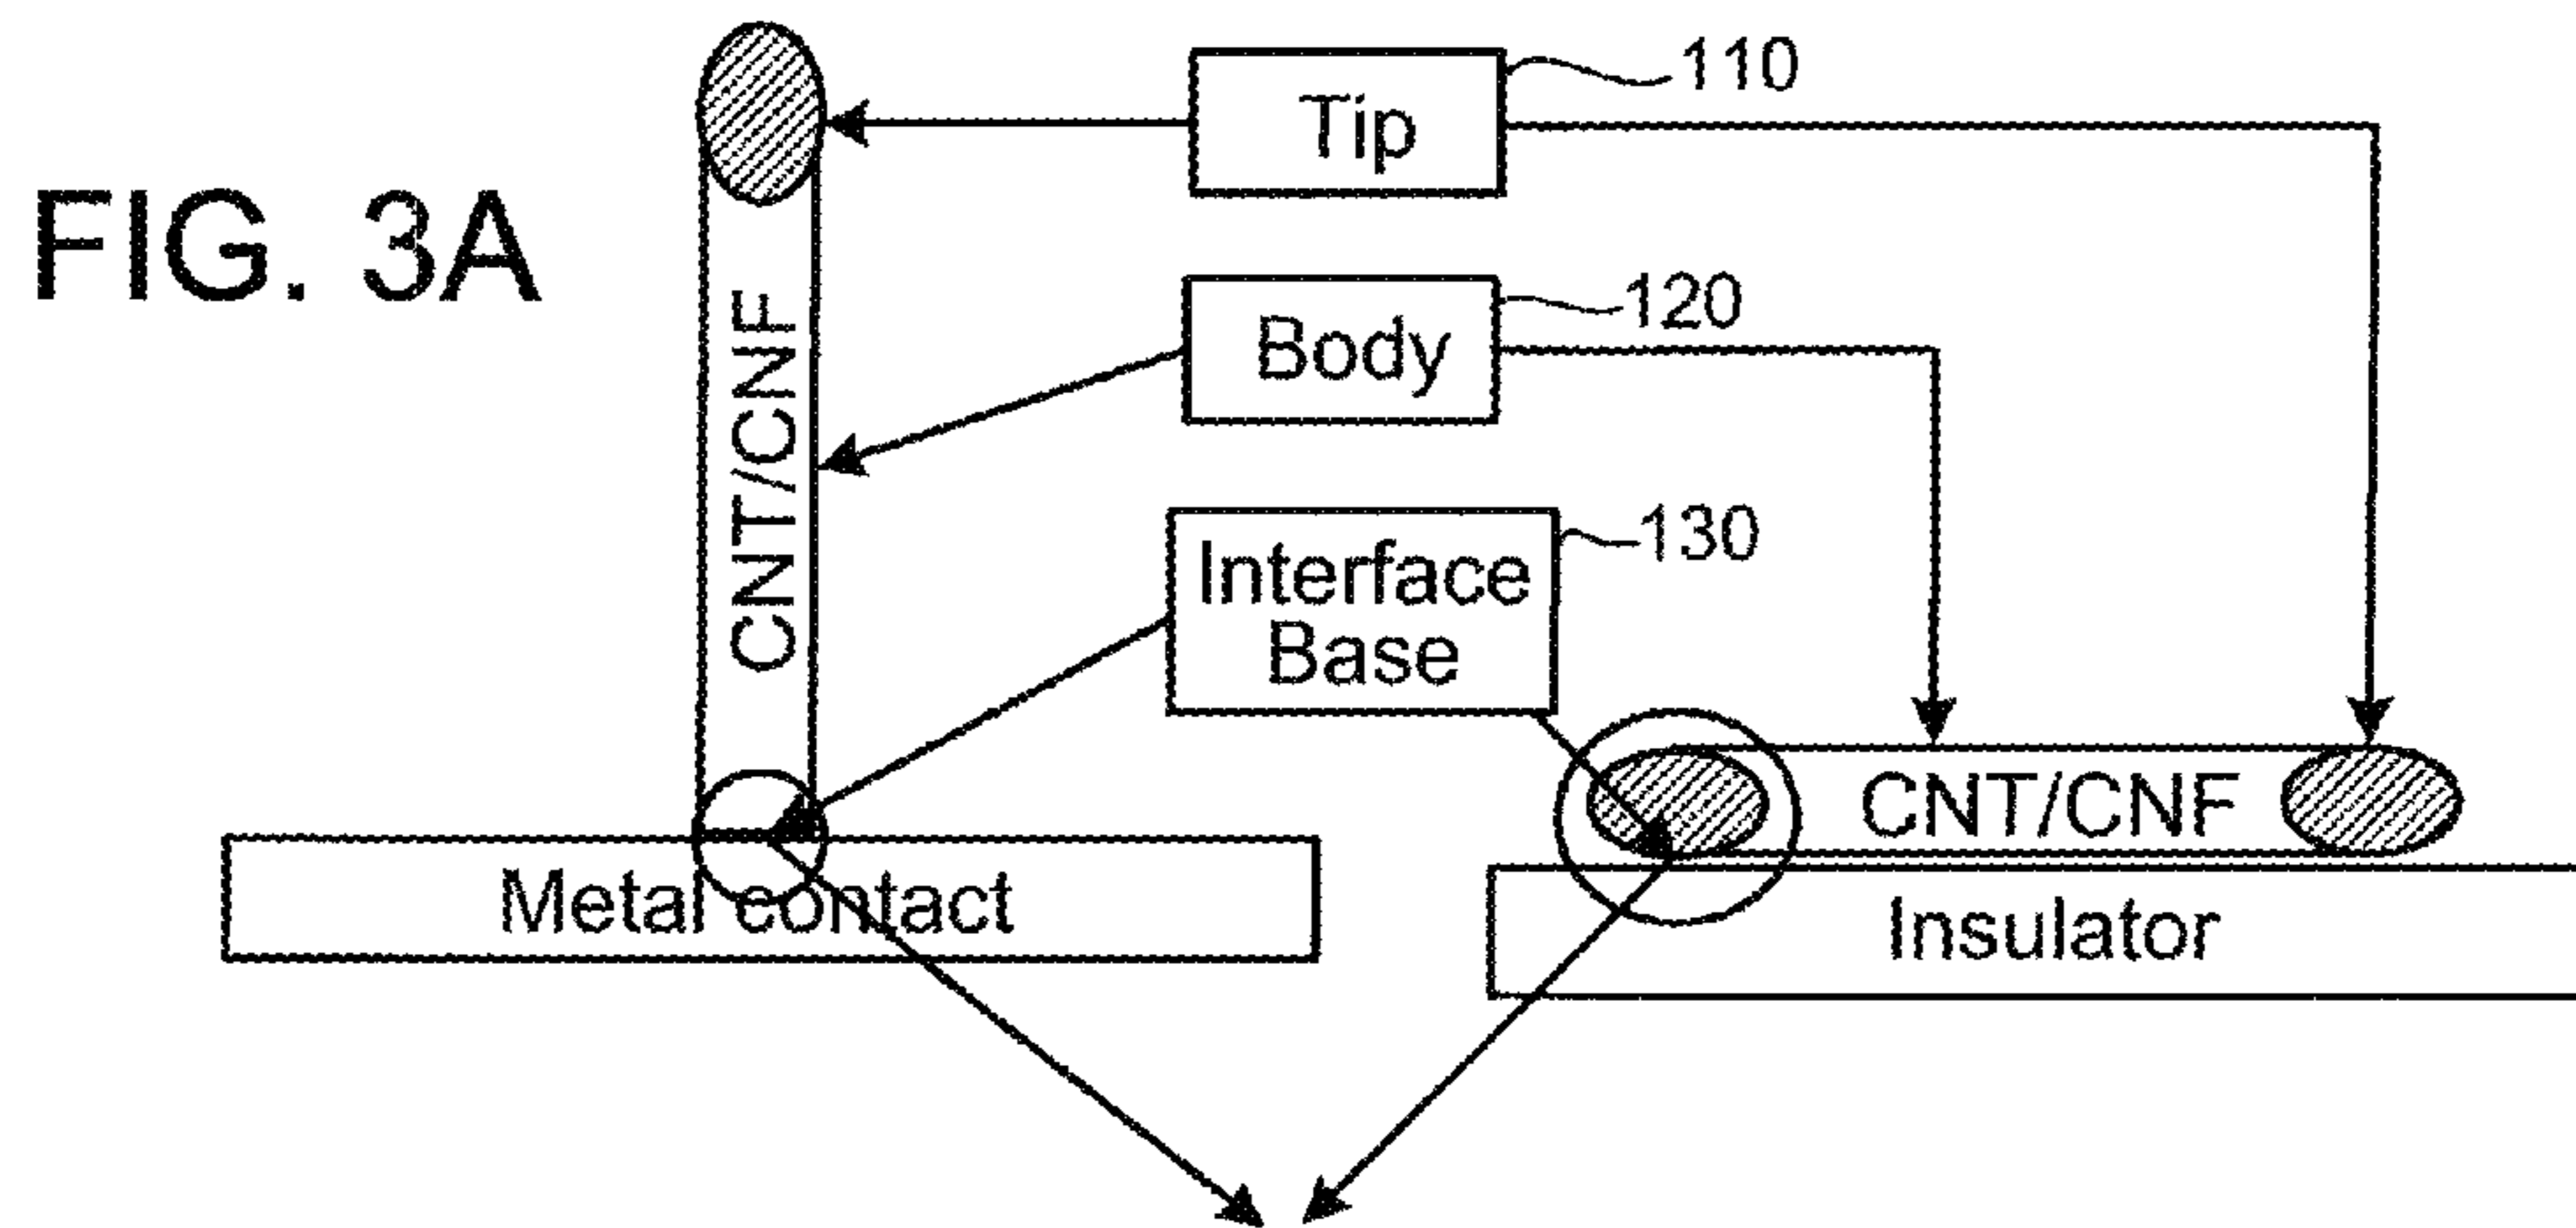 FIG. 3A
Tip
110
Body
120
Interface
Base
130
CNT/CNF
Metal contact
CNT/CNF
Insulator